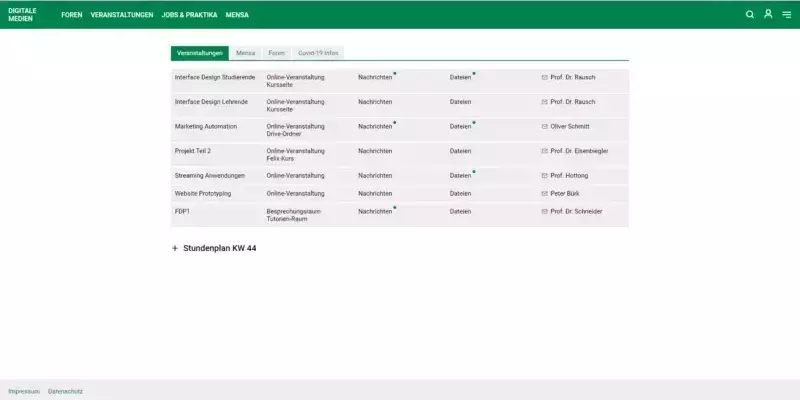 DIGITALE
MEDIEN
FOREN VERANSTALTUNGEN JOBS & PRAKTIKA MENSA
Veranstaltungen Mensa Foren Covid-19 Infos
Interface Design Studierende Online-Veranstaltung Nachrichten Dateien Prof. Dr. Rausch
Kursseite
Interface Design Lehrende Online-Veranstaltung Nachrichten Dateien Prof. Dr. Rausch
Kursseite
Marketing Automation Online-Veranstaltung Nachrichten Dateien Oliver Schmitt
Drive-Ordner
Projekt Teil 2 Online-Veranstaltung Nachrichten Dateien Prof. Dr. Eisenbiegler
Felix-Kurs
Streaming Anwendungen Online-Veranstaltung Nachrichten Dateien Prof. Hottong
Website Prototyping Online-Veranstaltung Nachrichten Dateien Peter Bürk
FDP1 Besprechungsraum Nachrichten Dateien Prof. Dr. Schneider
Tutorien-Raum
+ Stundenplan KW 44
Impressum Datenschutz